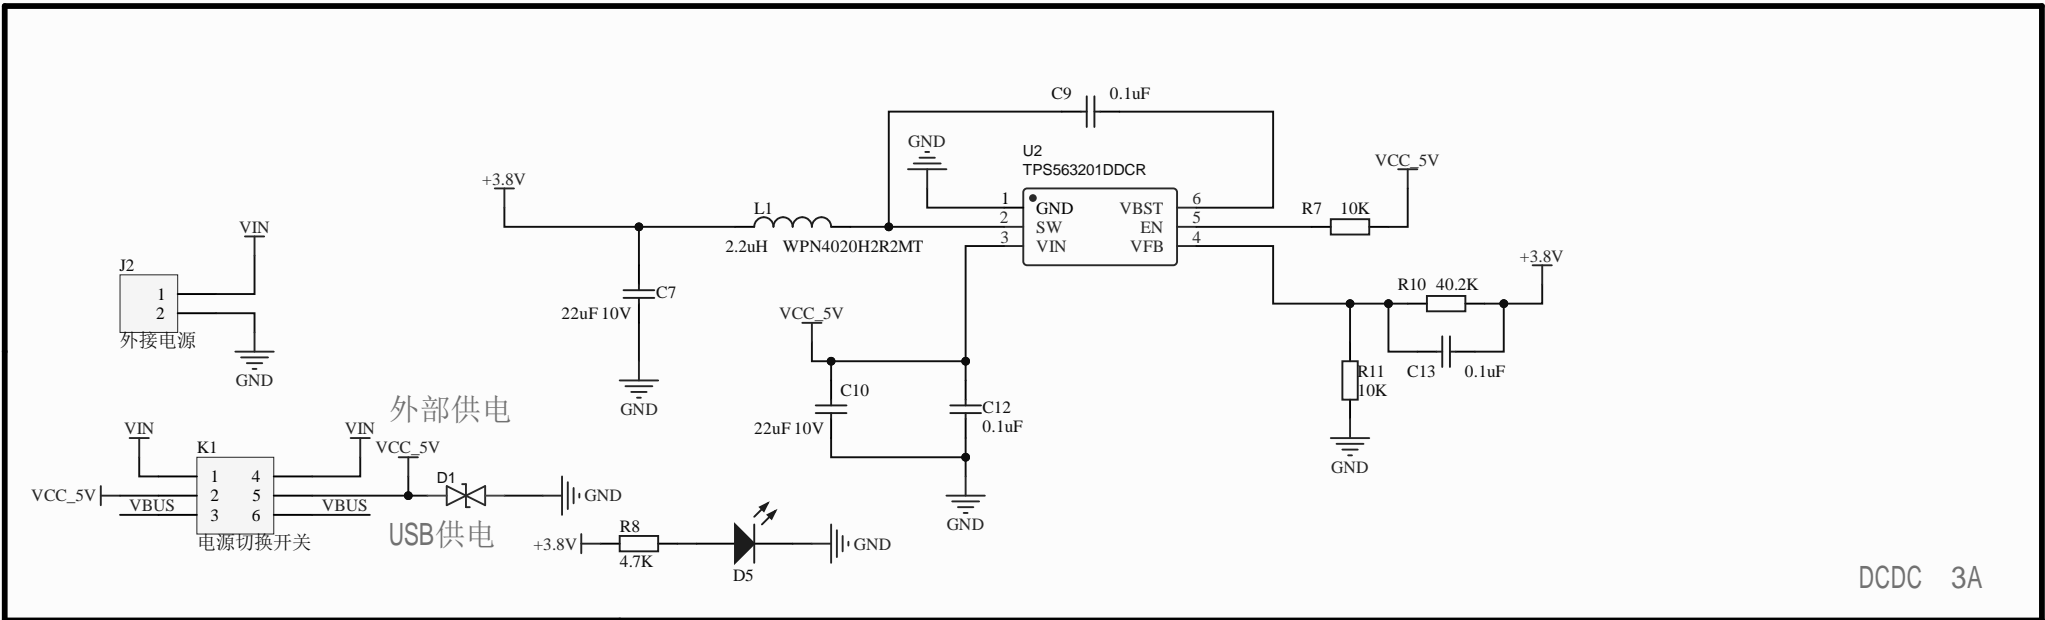 C9 0.1uF
GND
U2
TPS563201DDCR
VCC_5V
+3.8V
L1
2.2uH WPN4020H2R2MT
1 GND VBST 6
2 SW EN 5
3 VIN VFB 4
R7 10K
VIN
J2
1
2
外接电源
GND
C7
22uF 10V
GND
+3.8V
R10 40.2K
C13 0.1uF
R11
10K
GND
VCC_5V
C10
22uF 10V
C12
0.1uF
GND
外部供电
VIN VIN
K1 VCC_5V
1 4
VCC_5V 2 5
VBUS 3 6 VBUS
电源切换开关
D1
GND
USB供电
+3.8V
R8
4.7K
D5
GND
DCDC 3A